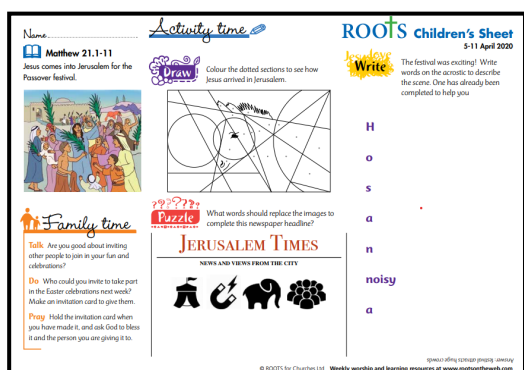 Name
Matthew 21.1-11
Jesus comes into Jerusalem for the
Passover festival.
Family time
Talk Are you good about inviting
other people to join in your fun and
celebrations?
Do Who could you invite to take part
in the Easter celebrations next week?
Make an invitation card to give them.
Pray Hold the invitation card when
you have made it, and ask God to bless
it and the person you are giving it to.
Activity time
Draw!
Colour the dotted sections to see how
Jesus arrived in Jerusalem.
Puzzle
What words should replace the images to
complete this newspaper headline?
JERUSALEM TIMES
NEWS AND VIEWS FROM THE CITY
ROOTS Children's Sheet
5-11 April 2020
Write
The festival was exciting! Write
words on the acrostic to describe
the scene. One has already been
completed to help you
H
o
s
a
n
noisy
a
Answer: festival attracts huge crowds
© ROOTS for Churches Ltd Weekly worship and learning resources at www.rootsontheweb.com